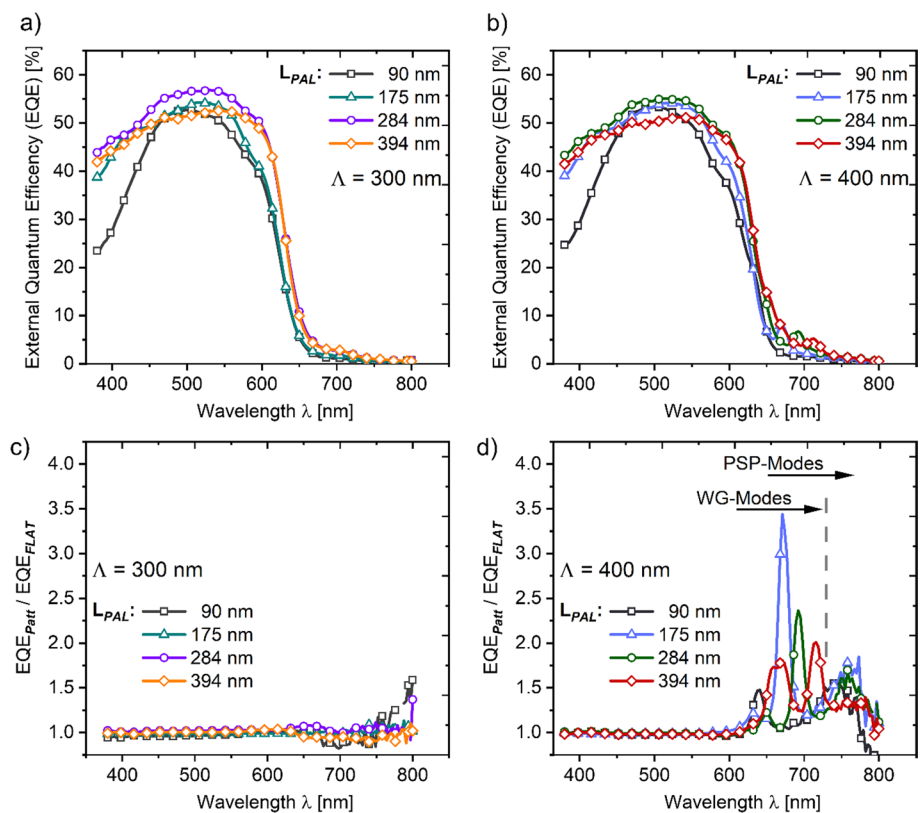 a)
External Quantum Efficency (EQE) [%]
60
50
40
30
20
10
0
L_PAL:
90 nm
175 nm
284 nm
394 nm
Λ = 300 nm
400 500 600 700 800
Wavelength λ [nm]
b)
External Quantum Efficency (EQE) [%]
60
50
40
30
20
10
0
L_PAL:
90 nm
175 nm
284 nm
394 nm
Λ = 400 nm
400 500 600 700 800
Wavelength λ [nm]
c)
EQE_Patt / EQE_FLAT
4.0
3.5
3.0
2.5
2.0
1.5
1.0
Λ = 300 nm
L_PAL:
90 nm
175 nm
284 nm
394 nm
400 500 600 700 800
Wavelength λ [nm]
d)
EQE_Patt / EQE_FLAT
4.0
3.5
3.0
2.5
2.0
1.5
1.0
PSP-Modes
WG-Modes
Λ = 400 nm
L_PAL:
90 nm
175 nm
284 nm
394 nm
400 500 600 700 800
Wavelength λ [nm]